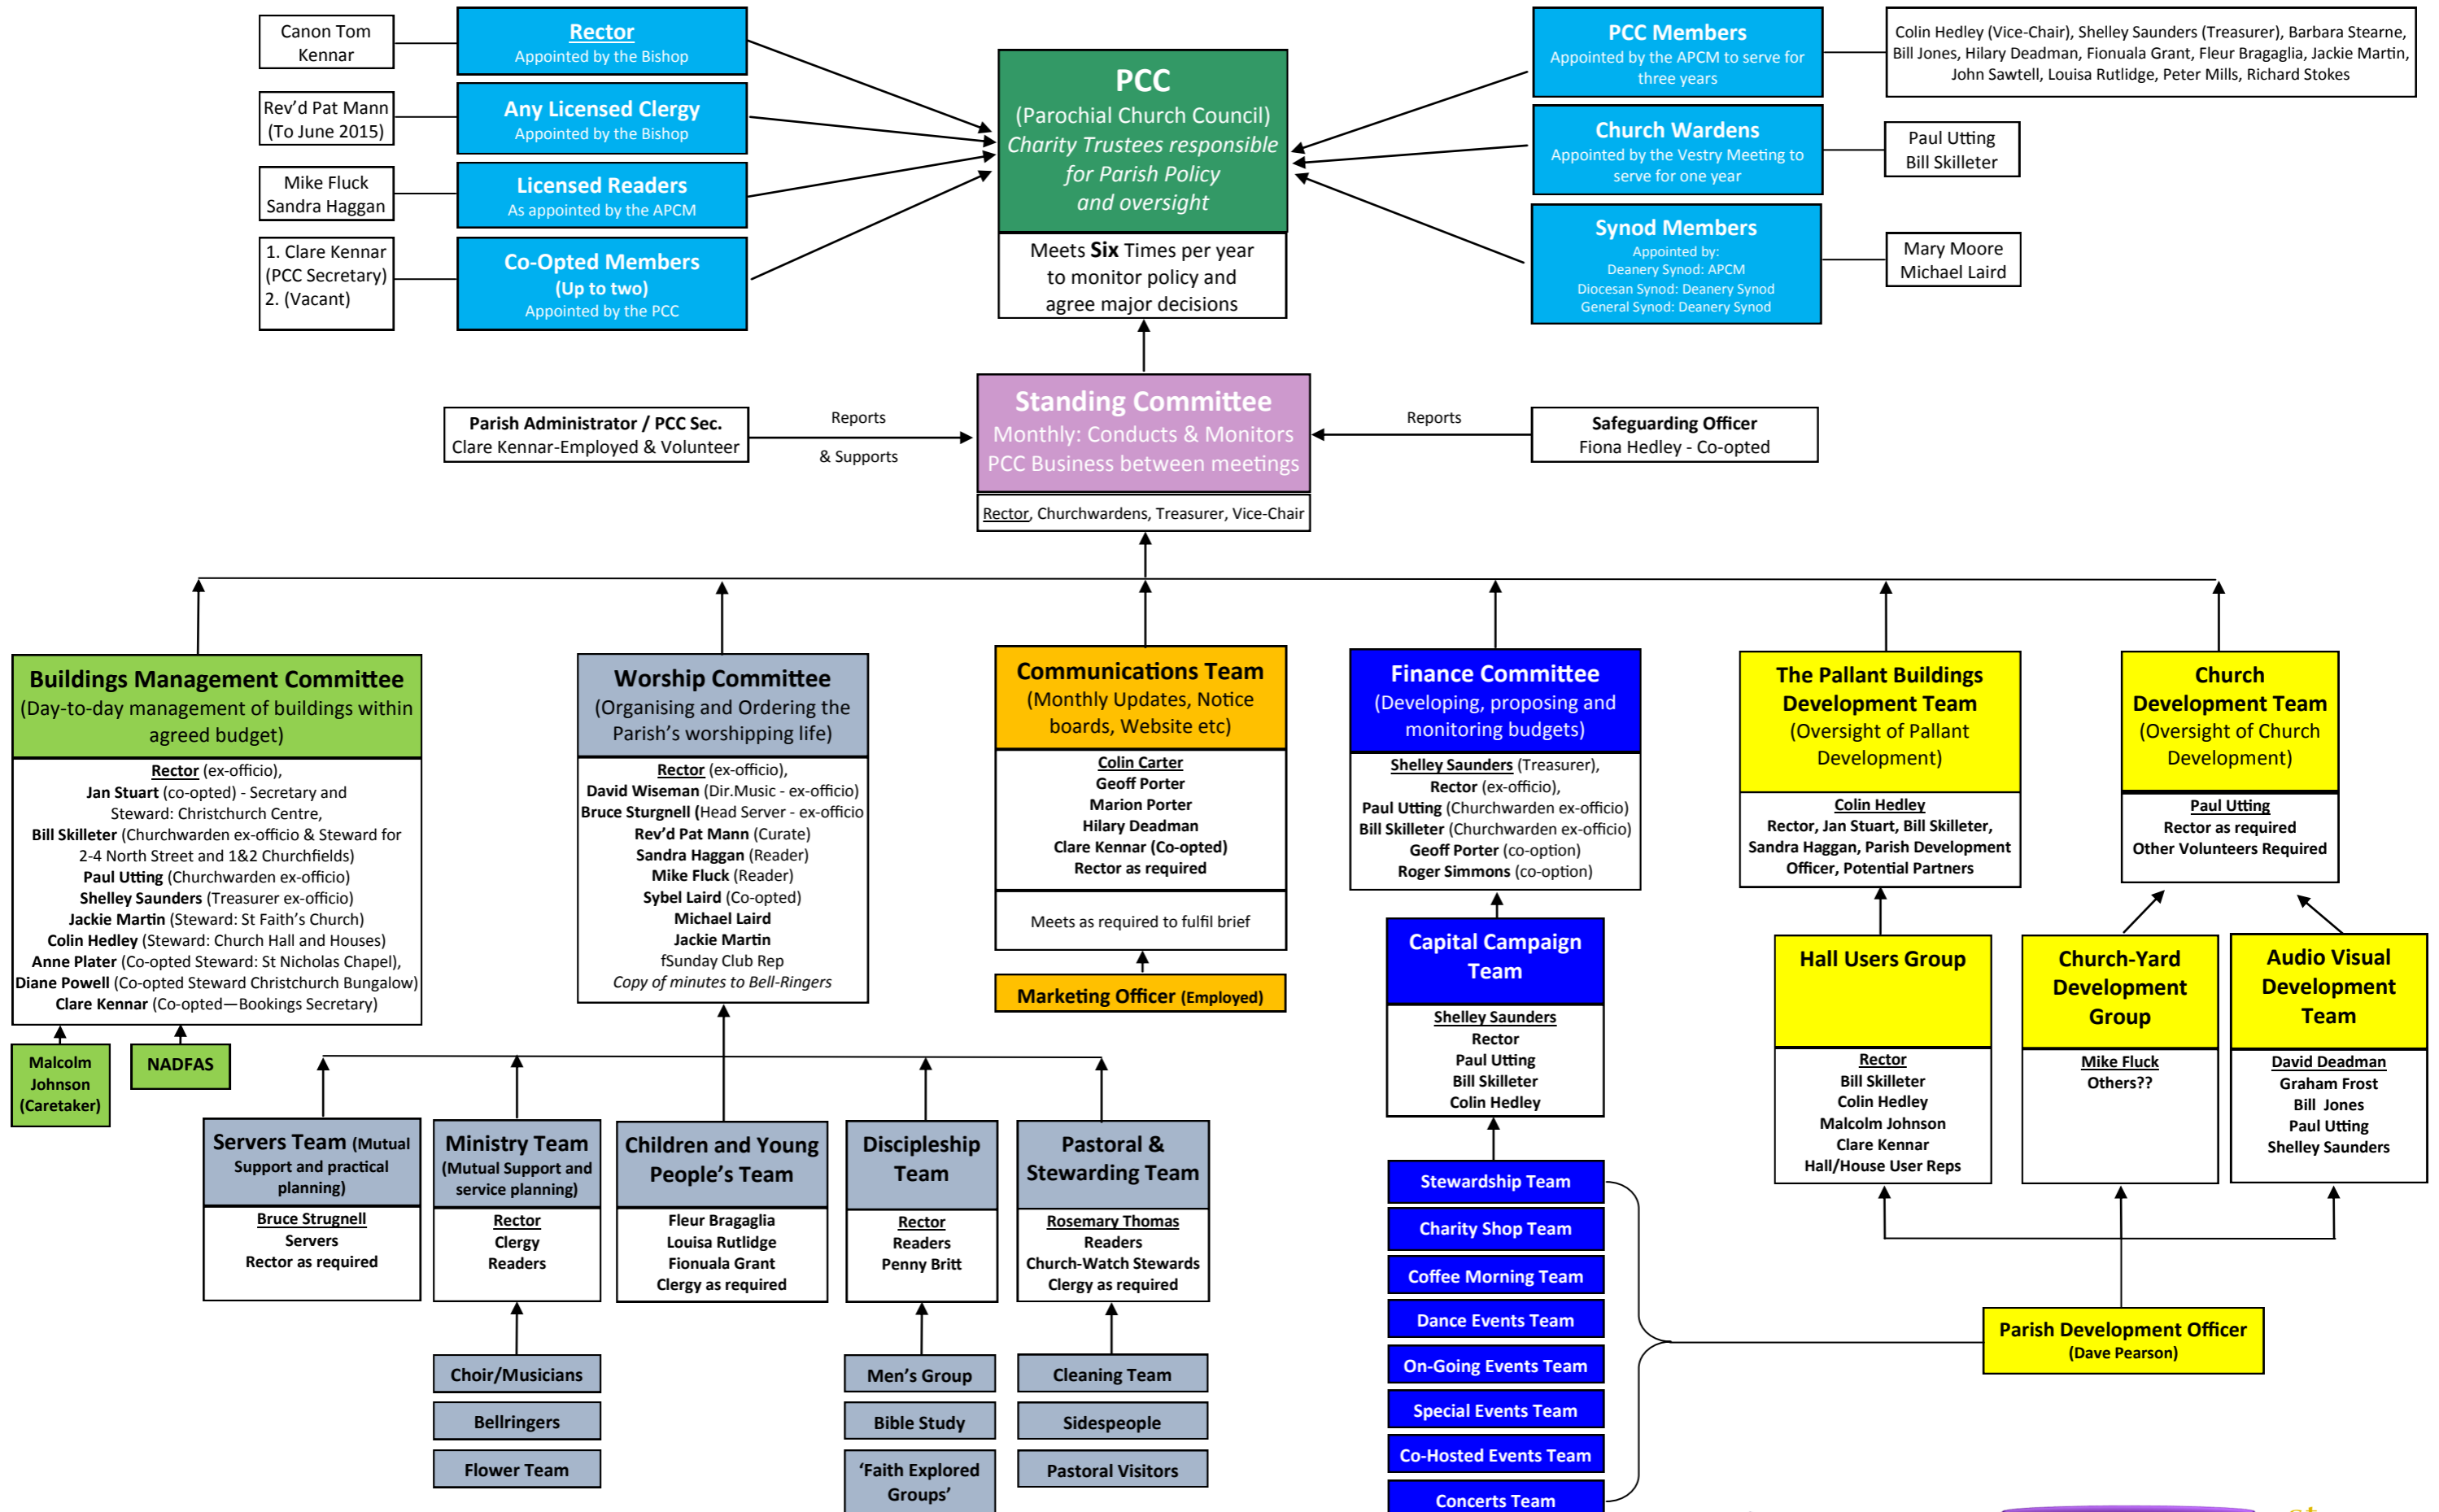 Canon Tom
Kennar
Rector
Appointed by the Bishop
Rev’d Pat Mann
(To June 2015)
Any Licensed Clergy
Appointed by the Bishop
Mike Fluck
Sandra Haggan
Licensed Readers
As appointed by the APCM
1. Clare Kennar
(PCC Secretary)
2. (Vacant)
Co-Opted Members
(Up to two)
Appointed by the PCC
PCC
(Parochial Church Council)
Charity Trustees responsible
for Parish Policy
and oversight
Meets Six Times per year
to monitor policy and
agree major decisions
PCC Members
Appointed by the APCM to serve for
three years
Colin Hedley (Vice-Chair), Shelley Saunders (Treasurer), Barbara Stearne,
Bill Jones, Hilary Deadman, Fionuala Grant, Fleur Bragaglia, Jackie Martin,
John Sawtell, Louisa Rutlidge, Peter Mills, Richard Stokes
Church Wardens
Appointed by the Vestry Meeting to
serve for one year
Paul Utting
Bill Skilleter
Synod Members
Appointed by:
Deanery Synod: APCM
Diocesan Synod: Deanery Synod
General Synod: Deanery Synod
Mary Moore
Michael Laird
Parish Administrator / PCC Sec.
Clare Kennar-Employed & Volunteer
Reports
& Supports
Standing Committee
Monthly: Conducts & Monitors
PCC Business between meetings
Rector, Churchwardens, Treasurer, Vice-Chair
Reports
Safeguarding Officer
Fiona Hedley - Co-opted
Buildings Management Committee
(Day-to-day management of buildings within
agreed budget)
Rector (ex-officio),
Jan Stuart (co-opted) - Secretary and
Steward: Christchurch Centre,
Bill Skilleter (Churchwarden ex-officio & Steward for
2-4 North Street and 1&2 Churchfields)
Paul Utting (Churchwarden ex-officio)
Shelley Saunders (Treasurer ex-officio)
Jackie Martin (Steward: St Faith’s Church)
Colin Hedley (Steward: Church Hall and Houses)
Anne Plater (Co-opted Steward: St Nicholas Chapel),
Diane Powell (Co-opted Steward Christchurch Bungalow)
Clare Kennar (Co-opted—Bookings Secretary)
Malcolm
Johnson
(Caretaker)
NADFAS
Worship Committee
(Organising and Ordering the
Parish’s worshipping life)
Rector (ex-officio),
David Wiseman (Dir.Music - ex-officio)
Bruce Sturgnell (Head Server - ex-officio
Rev’d Pat Mann (Curate)
Sandra Haggan (Reader)
Mike Fluck (Reader)
Sybel Laird (Co-opted)
Michael Laird
Jackie Martin
fSunday Club Rep
Copy of minutes to Bell-Ringers
Communications Team
(Monthly Updates, Notice
boards, Website etc)
Colin Carter
Geoff Porter
Marion Porter
Hilary Deadman
Clare Kennar (Co-opted)
Rector as required
Meets as required to fulfil brief
Marketing Officer (Employed)
Finance Committee
(Developing, proposing and
monitoring budgets)
Shelley Saunders (Treasurer),
Rector (ex-officio),
Paul Utting (Churchwarden ex-officio)
Bill Skilleter (Churchwarden ex-officio)
Geoff Porter (co-option)
Roger Simmons (co-option)
Capital Campaign
Team
Shelley Saunders
Rector
Paul Utting
Bill Skilleter
Colin Hedley
Stewardship Team
Charity Shop Team
Coffee Morning Team
Dance Events Team
On-Going Events Team
Special Events Team
Co-Hosted Events Team
Concerts Team
The Pallant Buildings
Development Team
(Oversight of Pallant
Development)
Colin Hedley
Rector, Jan Stuart, Bill Skilleter,
Sandra Haggan, Parish Development
Officer, Potential Partners
Church
Development Team
(Oversight of Church
Development)
Paul Utting
Rector as required
Other Volunteers Required
Hall Users Group
Rector
Bill Skilleter
Colin Hedley
Malcolm Johnson
Clare Kennar
Hall/House User Reps
Church-Yard
Development
Group
Mike Fluck
Others??
Audio Visual
Development
Team
David Deadman
Graham Frost
Bill Jones
Paul Utting
Shelley Saunders
Parish Development Officer
(Dave Pearson)
Servers Team (Mutual
Support and practical
planning)
Bruce Strugnell
Servers
Rector as required
Ministry Team
(Mutual Support and
service planning)
Rector
Clergy
Readers
Choir/Musicians
Bellringers
Flower Team
Children and Young
People’s Team
Fleur Bragaglia
Louisa Rutlidge
Fionuala Grant
Clergy as required
Discipleship
Team
Rector
Readers
Penny Britt
Men’s Group
Bible Study
‘Faith Explored
Groups’
Pastoral &
Stewarding Team
Rosemary Thomas
Readers
Church-Watch Stewards
Clergy as required
Cleaning Team
Sidespeople
Pastoral Visitors